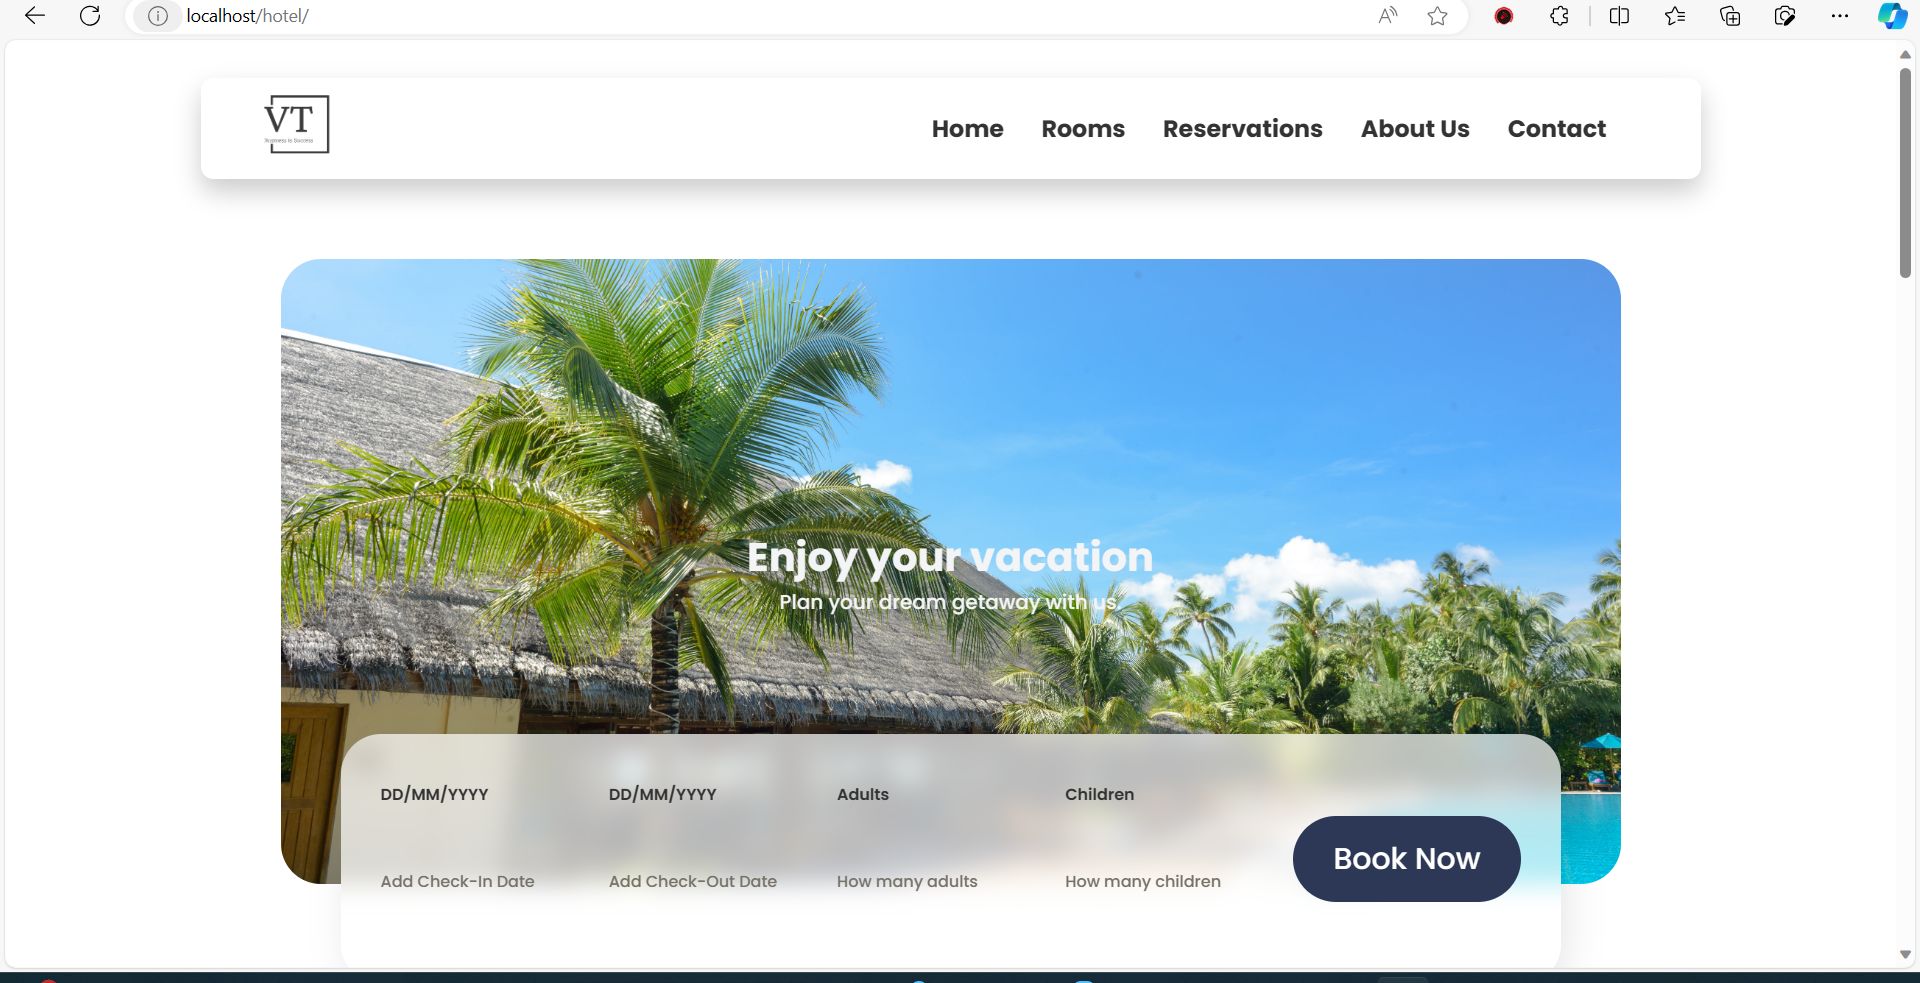 localhost/hotel/
VT
Home Rooms Reservations About Us Contact
Enjoy your vacation
Plan your dream getaway with us.
DD/MM/YYYY DD/MM/YYYY Adults Children
Book Now
Add Check-In Date Add Check-Out Date How many adults How many children